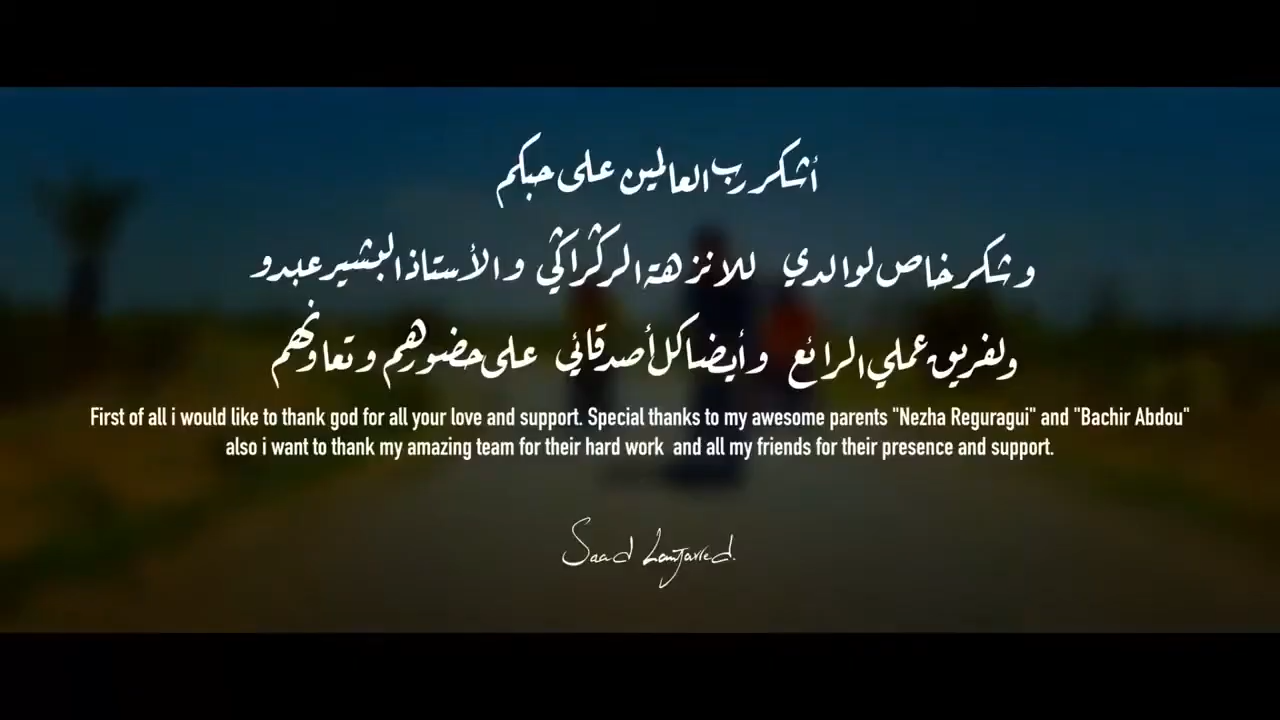 أشكر رب العالمين على حبكم
و شكر خاص لوالدي للا نزهة الرݣراݣي و الأستاذ البشير عبدو
ولفريق عملي الرائع و أيضا كل أصدقائي على حضورهم و تعاونهم
First of all i would like to thank god for all your love and support. Special thanks to my awesome parents "Nezha Reguragui" and "Bachir Abdou"
also i want to thank my amazing team for their hard work and all my friends for their presence and support.
Saad Lamjarred.